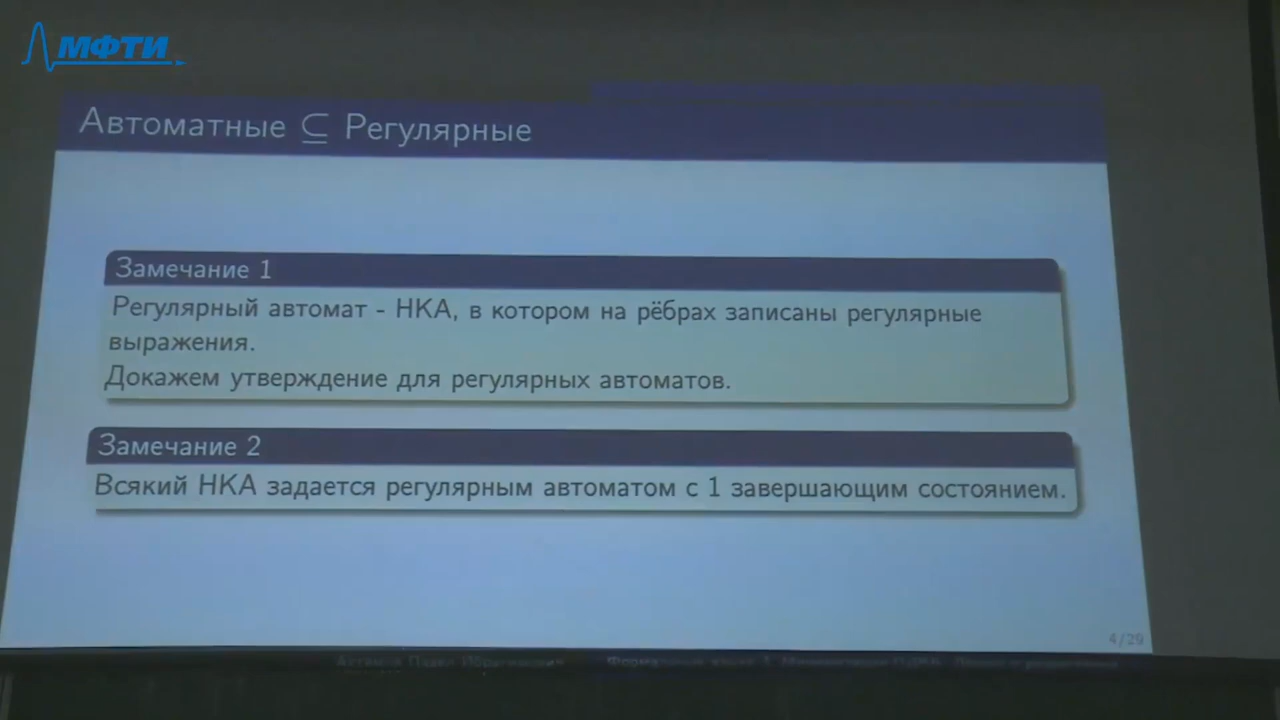 МФТИ
Автоматные ⊆ Регулярные
Замечание 1
Регулярный автомат - НКА, в котором на рёбрах записаны регулярные
выражения.
Докажем утверждение для регулярных автоматов.
Замечание 2
Всякий НКА задается регулярным автоматом с 1 завершающим состоянием.
4/29